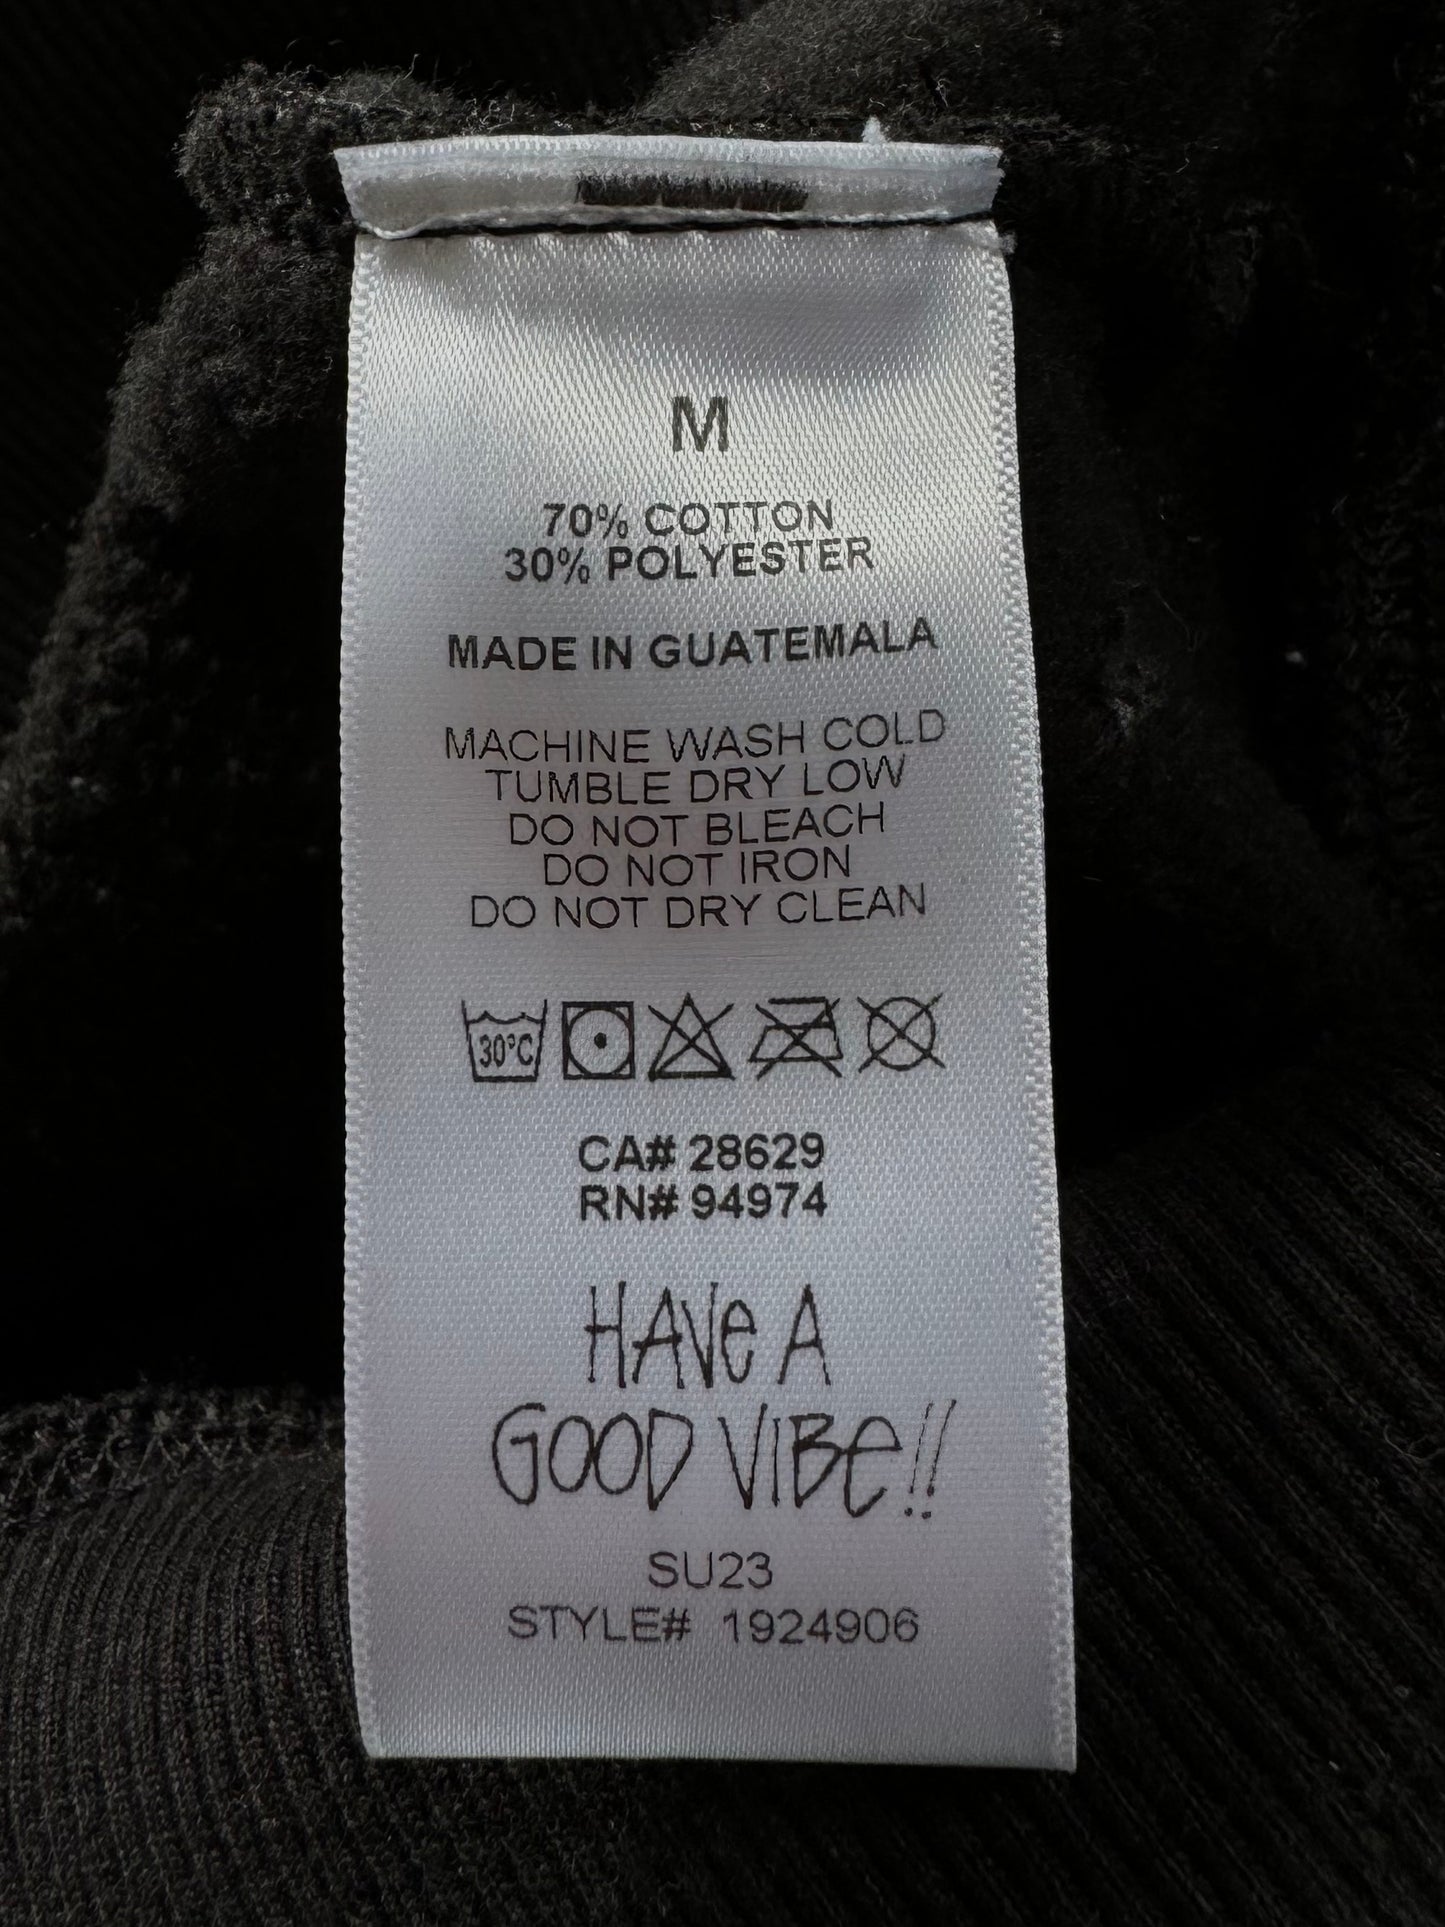 M
70% COTTON
30% POLYESTER
MADE IN GUATEMALA
MACHINE WASH COLD
TUMBLE DRY LOW
DO NOT BLEACH
DO NOT IRON
DO NOT DRY CLEAN
30°C
CA# 28629
RN# 94974
HAVe A
GOOD VIBe!!
SU23
STYLE# 1924906